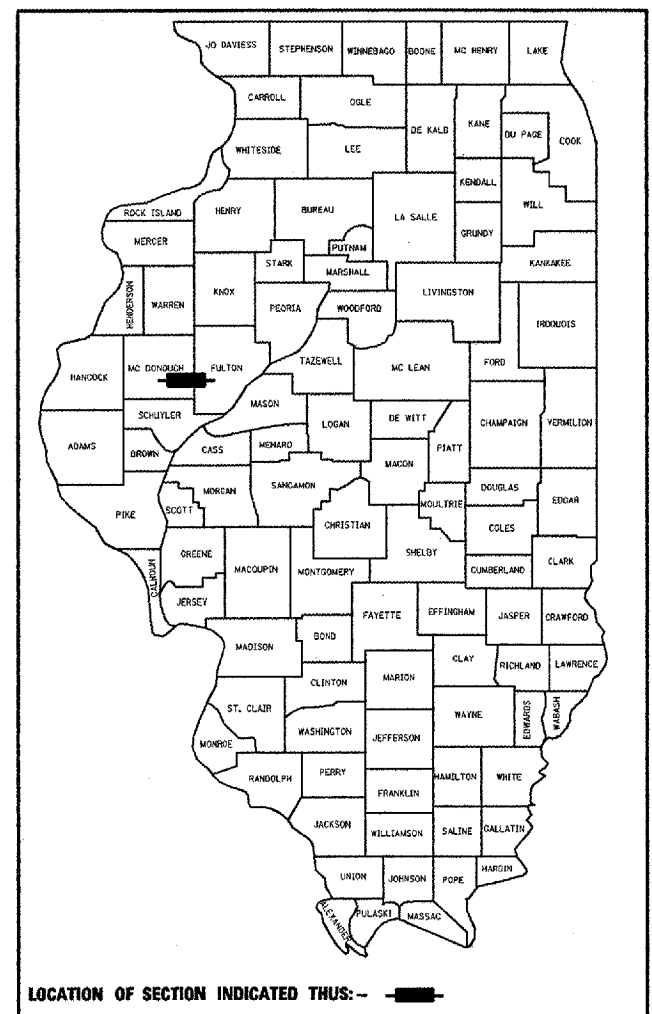 JO DAVIESS STEPHENSON WINNEBAGO BOONE MC HENRY LAKE
CARROLL OGLE DE KALB KANE DU PAGE COOK
WHITESIDE LEE
KENDALL WILL
ROCK ISLAND HENRY BUREAU LA SALLE GRUNDY
MERCER PUTNAM
STARK MARSHALL KANKAKEE
HENDERSON WARREN KNOX PEORIA WOODFORD LIVINGSTON IROQUOIS
HANCOCK MC DONOUGH FULTON TAZEWELL MC LEAN FORD
MASON
SCHUYLER LOGAN DE WITT CHAMPAIGN VERMILION
ADAMS BROWN CASS MENARD PIATT
MACON
PIKE SCOTT MORGAN SANGAMON MOULTRIE DOUGLAS EDGAR
CHRISTIAN COLES
CALHOUN GREENE MACOUPIN MONTGOMERY SHELBY CUMBERLAND CLARK
JERSEY FAYETTE EFFINGHAM JASPER CRAWFORD
MADISON BOND
CLAY RICHLAND LAWRENCE
CLINTON MARION
ST. CLAIR WAYNE EDWARDS WABASH
WASHINGTON JEFFERSON
MONROE
RANDOLPH PERRY HAMILTON WHITE
FRANKLIN
JACKSON WILLIAMSON SALINE GALLATIN
UNION JOHNSON POPE HARDIN
ALEXANDER PULASKI MASSAC
LOCATION OF SECTION INDICATED THUS:-